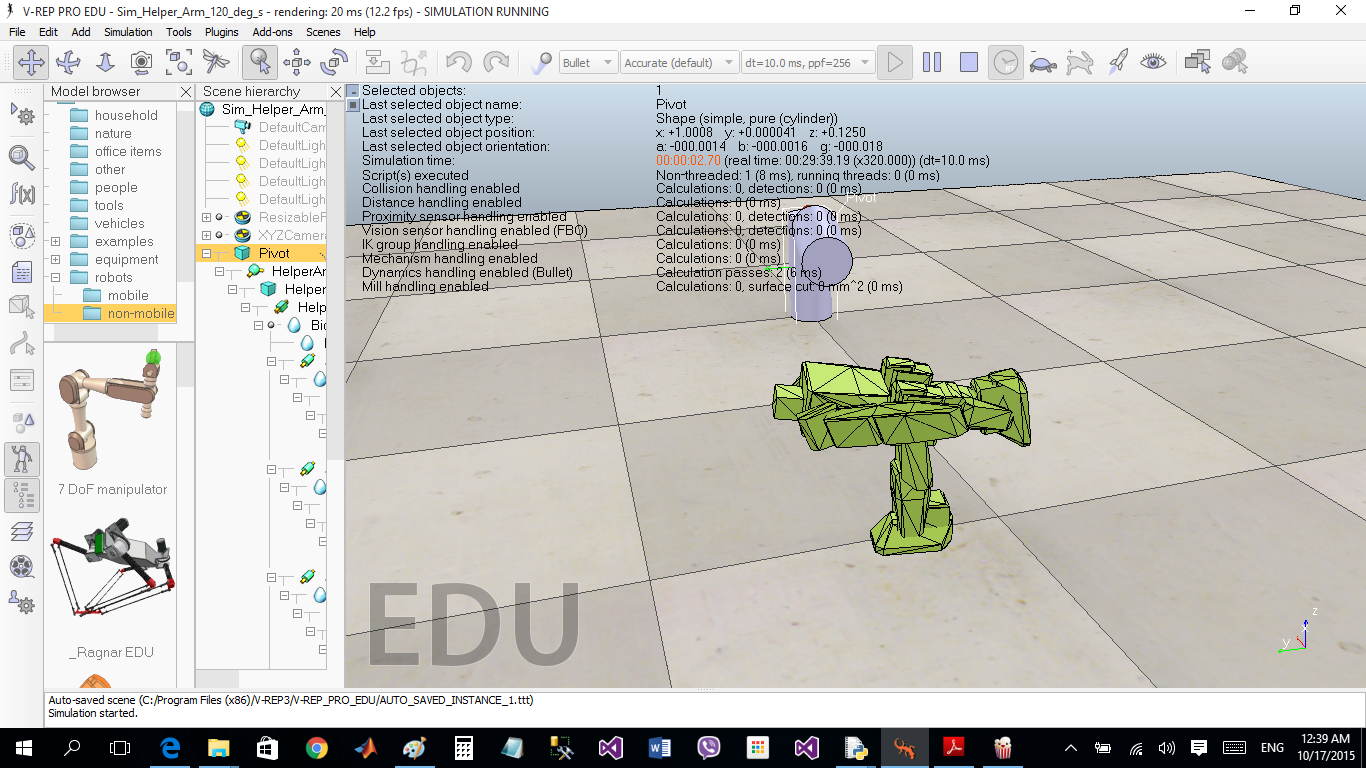 V-REP PRO EDU - Sim_Helper_Arm_120_deg_s - rendering: 20 ms (12.2 fps) - SIMULATION RUNNING
File Edit Add Simulation Tools Plugins Add-ons Scenes Help
Bullet Accurate (default) dt=10.0 ms, ppf=256
Model browser
household
nature
office items
other
people
tools
vehicles
examples
equipment
robots
mobile
non-mobile
7 DoF manipulator
_Ragnar EDU
Scene hierarchy
Sim_Helper_Arm_
DefaultCam
DefaultLigh
DefaultLigh
DefaultLigh
DefaultLigh
ResizableF
XYZCamera
Pivot
HelperAr
Helper
Help
Bio
Selected objects: 1
Last selected object name: Pivot
Last selected object type: Shape (simple, pure (cylinder))
Last selected object position: x: +1.0008 y: +0.000041 z: +0.1250
Last selected object orientation: a: -000.0014 b: -000.0016 g: -000.018
Simulation time: 00:00:02.70 (real time: 00:29:39.19 (x320.000)) (dt=10.0 ms)
Script(s) executed Non-threaded: 1 (8 ms), running threads: 0 (0 ms)
Collision handling enabled Calculations: 0, detections: 0 (0 ms)
Distance handling enabled Calculations: 0 (0 ms)
Proximity sensor handling enabled Calculations: 0, detections: 0 (0 ms)
Vision sensor handling enabled (FBO) Calculations: 0, detections: 0 (0 ms)
IK group handling enabled Calculations: 0 (0 ms)
Mechanism handling enabled Calculations: 0 (0 ms)
Dynamics handling enabled (Bullet) Calculation passes: 2 (6 ms)
Mill handling enabled Calculations: 0, surface cut: 0 mm^2 (0 ms)
Pivot
EDU
z
y
Auto-saved scene (C:/Program Files (x86)/V-REP3/V-REP_PRO_EDU/AUTO_SAVED_INSTANCE_1.ttt)
Simulation started.
ENG
12:39 AM
10/17/2015